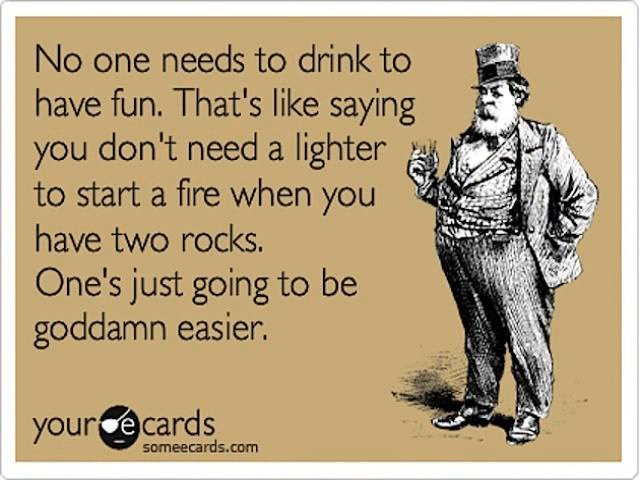 No one needs to drink to
have fun. That's like saying
you don't need a lighter
to start a fire when you
have two rocks.
One's just going to be
goddamn easier.
your e cards
someecards.com